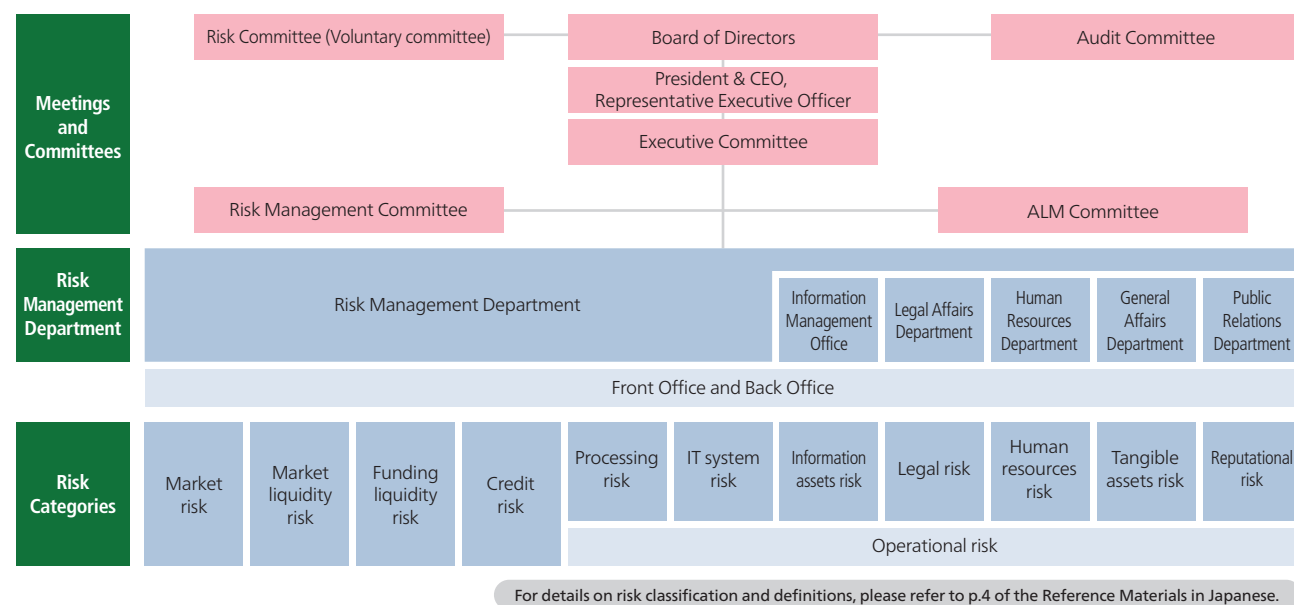 Meetings
and
Committees
Risk Committee (Voluntary committee)
Board of Directors
Audit Committee
President & CEO,
Representative Executive Officer
Executive Committee
Risk Management Committee
ALM Committee
Risk
Management
Department
Risk Management Department
Information
Management
Office
Legal Affairs
Department
Human
Resources
Department
General
Affairs
Department
Public
Relations
Department
Front Office and Back Office
Risk
Categories
Market
risk
Market
liquidity
risk
Funding
liquidity
risk
Credit
risk
Processing
risk
IT system
risk
Information
assets risk
Legal risk
Human
resources
risk
Tangible
assets risk
Reputational
risk
Operational risk
For details on risk classification and definitions, please refer to p.4 of the Reference Materials in Japanese.